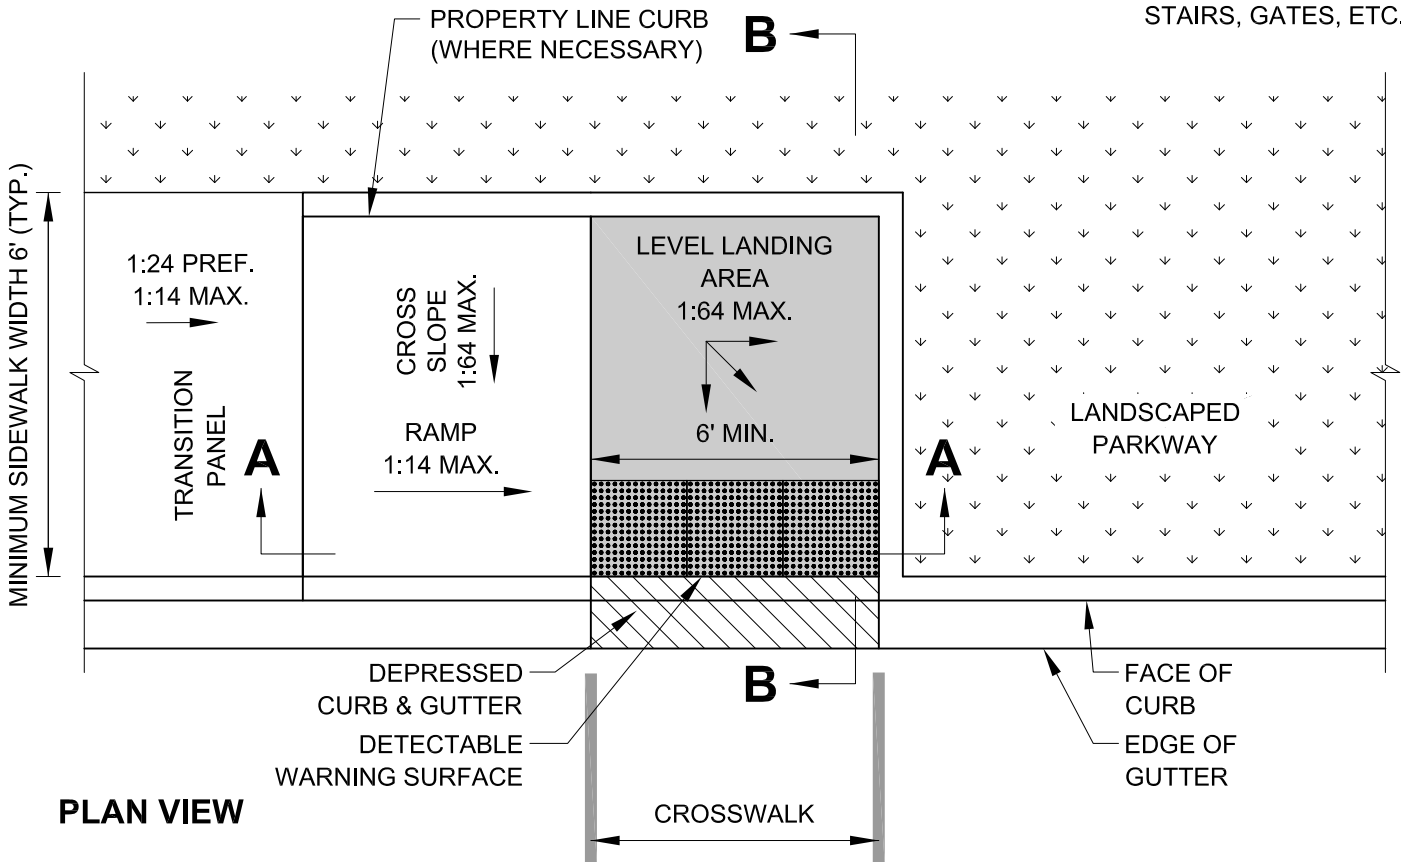 PROPERTY LINE CURB
(WHERE NECESSARY)
B
STAIRS, GATES, ETC.
MINIMUM SIDEWALK WIDTH 6' (TYP.)
1:24 PREF.
1:14 MAX.
TRANSITION
PANEL
A
CROSS
SLOPE
1:64 MAX.
RAMP
1:14 MAX.
LEVEL LANDING
AREA
1:64 MAX.
6' MIN.
A
LANDSCAPED
PARKWAY
DEPRESSED
CURB & GUTTER
DETECTABLE
WARNING SURFACE
B
FACE OF
CURB
EDGE OF
GUTTER
PLAN VIEW
CROSSWALK